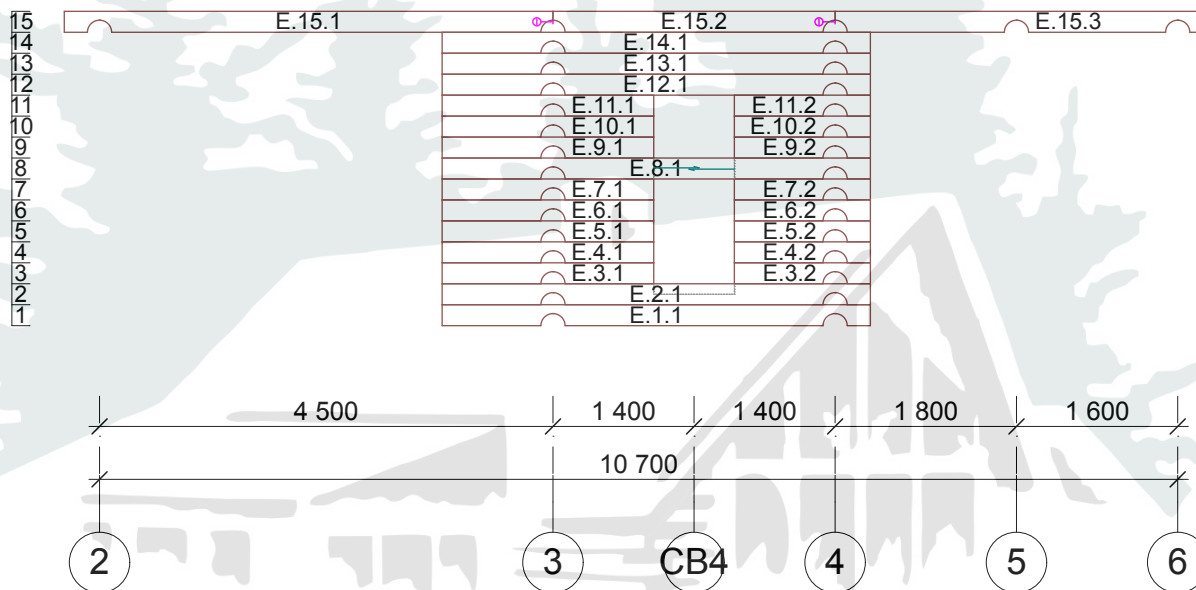 15 E.15.1 E.15.2 E.15.3
14 E.14.1
13 E.13.1
12 E.12.1
11 E.11.1 E.11.2
10 E.10.1 E.10.2
9 E.9.1 E.9.2
8 E.8.1
7 E.7.1 E.7.2
6 E.6.1 E.6.2
5 E.5.1 E.5.2
4 E.4.1 E.4.2
3 E.3.1 E.3.2
2 E.2.1
1 E.1.1
4 500 1 400 1 400 1 800 1 600
10 700
2 3 CB4 4 5 6